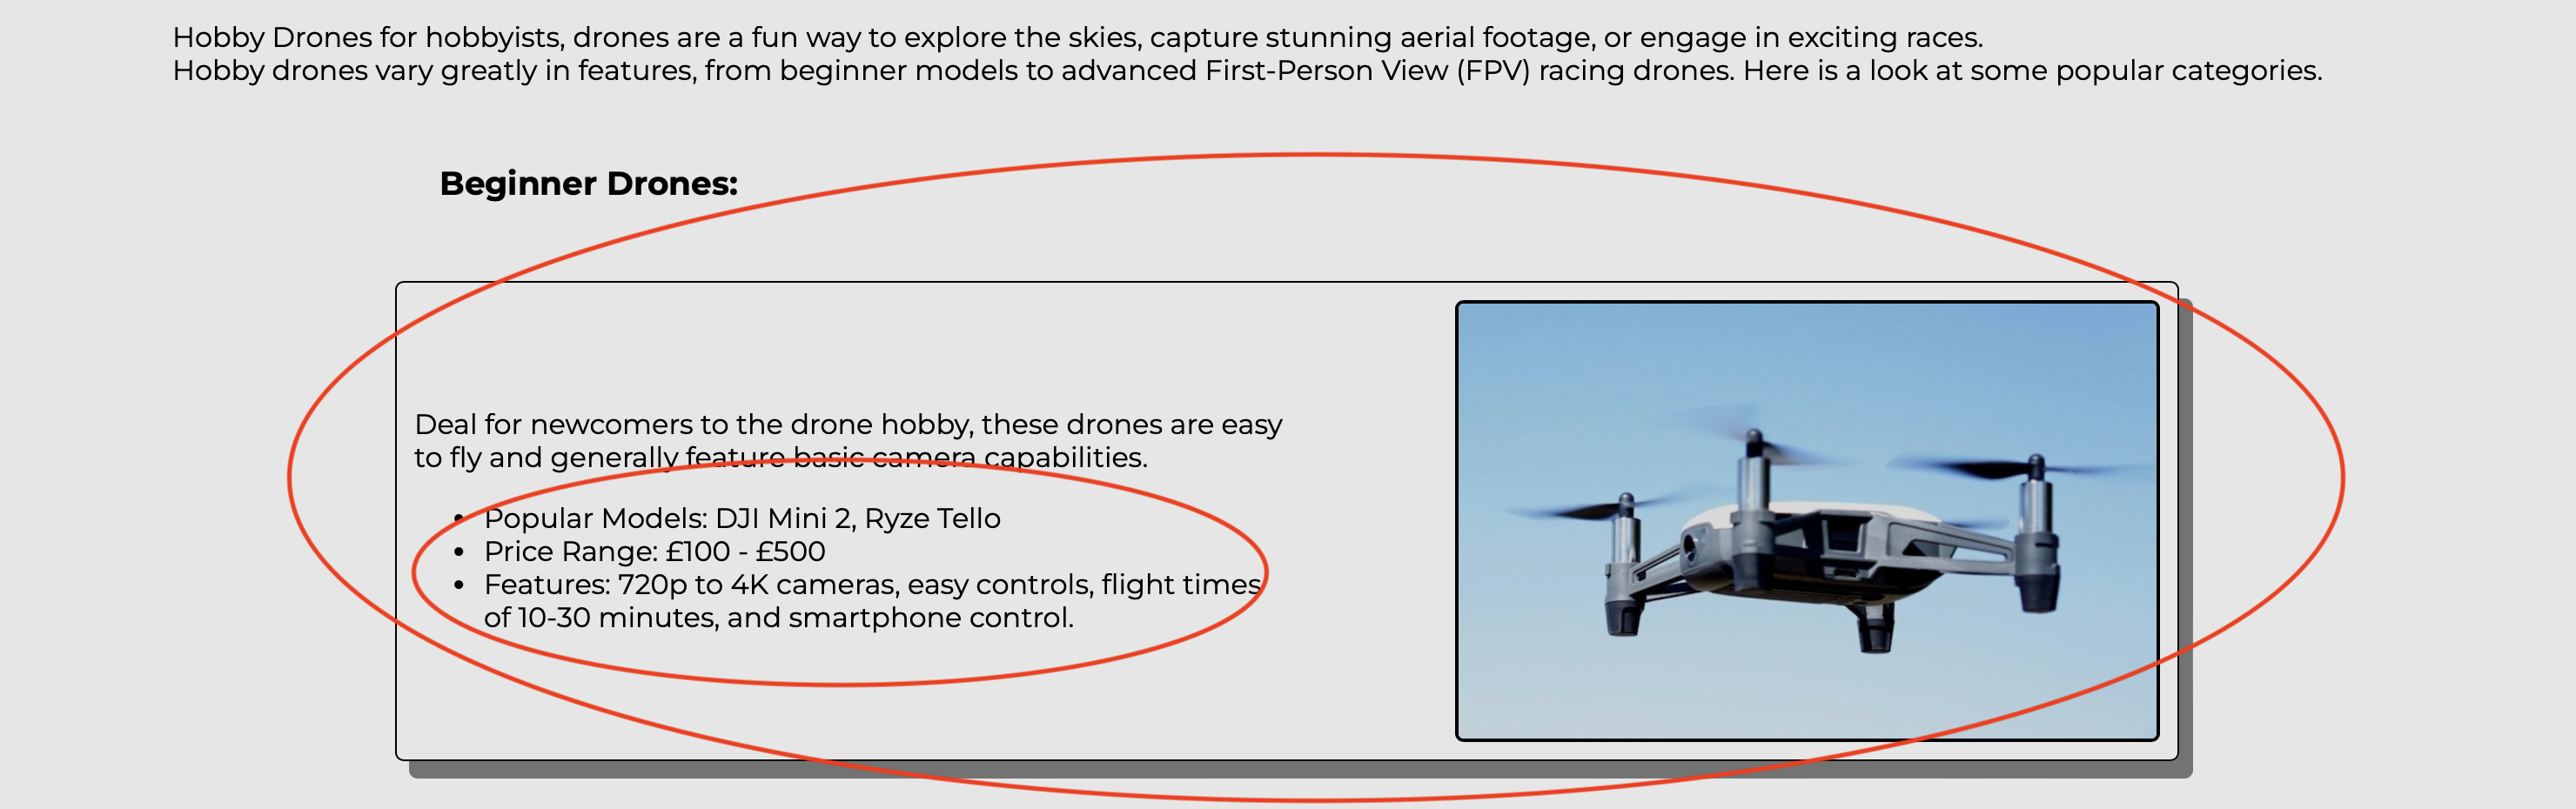 Hobby Drones for hobbyists, drones are a fun way to explore the skies, capture stunning aerial footage, or engage in exciting races.
Hobby drones vary greatly in features, from beginner models to advanced First-Person View (FPV) racing drones. Here is a look at some popular categories.
Beginner Drones:
Deal for newcomers to the drone hobby, these drones are easy
to fly and generally feature basic camera capabilities.
• Popular Models: DJI Mini 2, Ryze Tello
• Price Range: £100 - £500
• Features: 720p to 4K cameras, easy controls, flight times
of 10-30 minutes, and smartphone control.